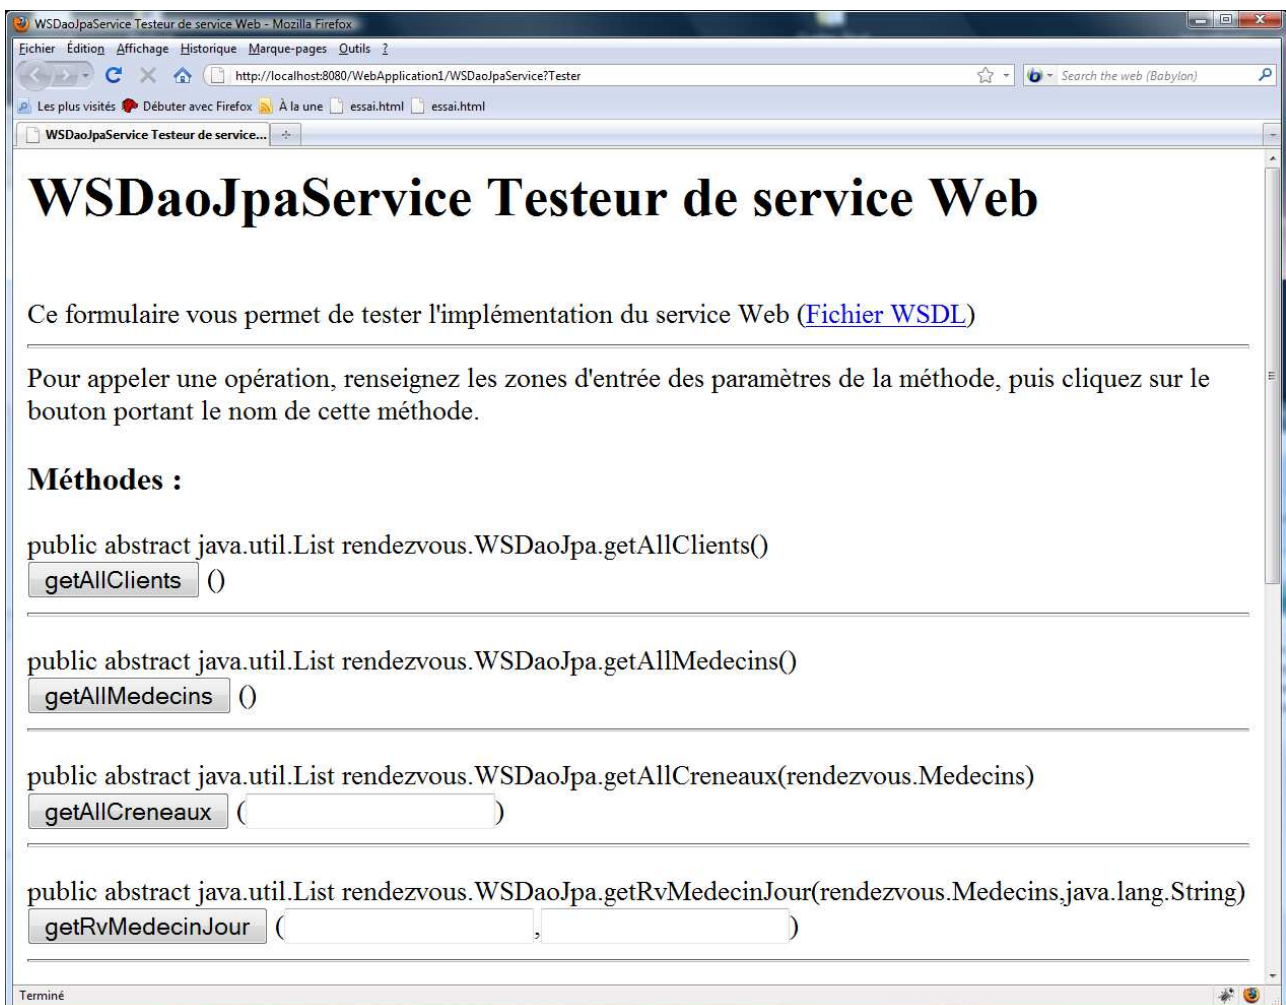 WSDaoJpaService Testeur de service Web - Mozilla Firefox
Fichier Édition Affichage Historique Marque-pages Outils ?
http://localhost:8080/WebApplication1/WSDaoJpaService?Tester Search the web (Babylon)
Les plus visités Débuter avec Firefox À la une essai.html essai.html
WSDaoJpaService Testeur de service...
WSDaoJpaService Testeur de service Web
Ce formulaire vous permet de tester l'implémentation du service Web (Fichier WSDL)
Pour appeler une opération, renseignez les zones d'entrée des paramètres de la méthode, puis cliquez sur le
bouton portant le nom de cette méthode.
Méthodes :
public abstract java.util.List rendezvous.WSDaoJpa.getAllClients()
getAllClients ()
public abstract java.util.List rendezvous.WSDaoJpa.getAllMedecins()
getAllMedecins ()
public abstract java.util.List rendezvous.WSDaoJpa.getAllCreneaux(rendezvous.Medecins)
getAllCreneaux ( )
public abstract java.util.List rendezvous.WSDaoJpa.getRvMedecinJour(rendezvous.Medecins,java.lang.String)
getRvMedecinJour ( , )
Terminé